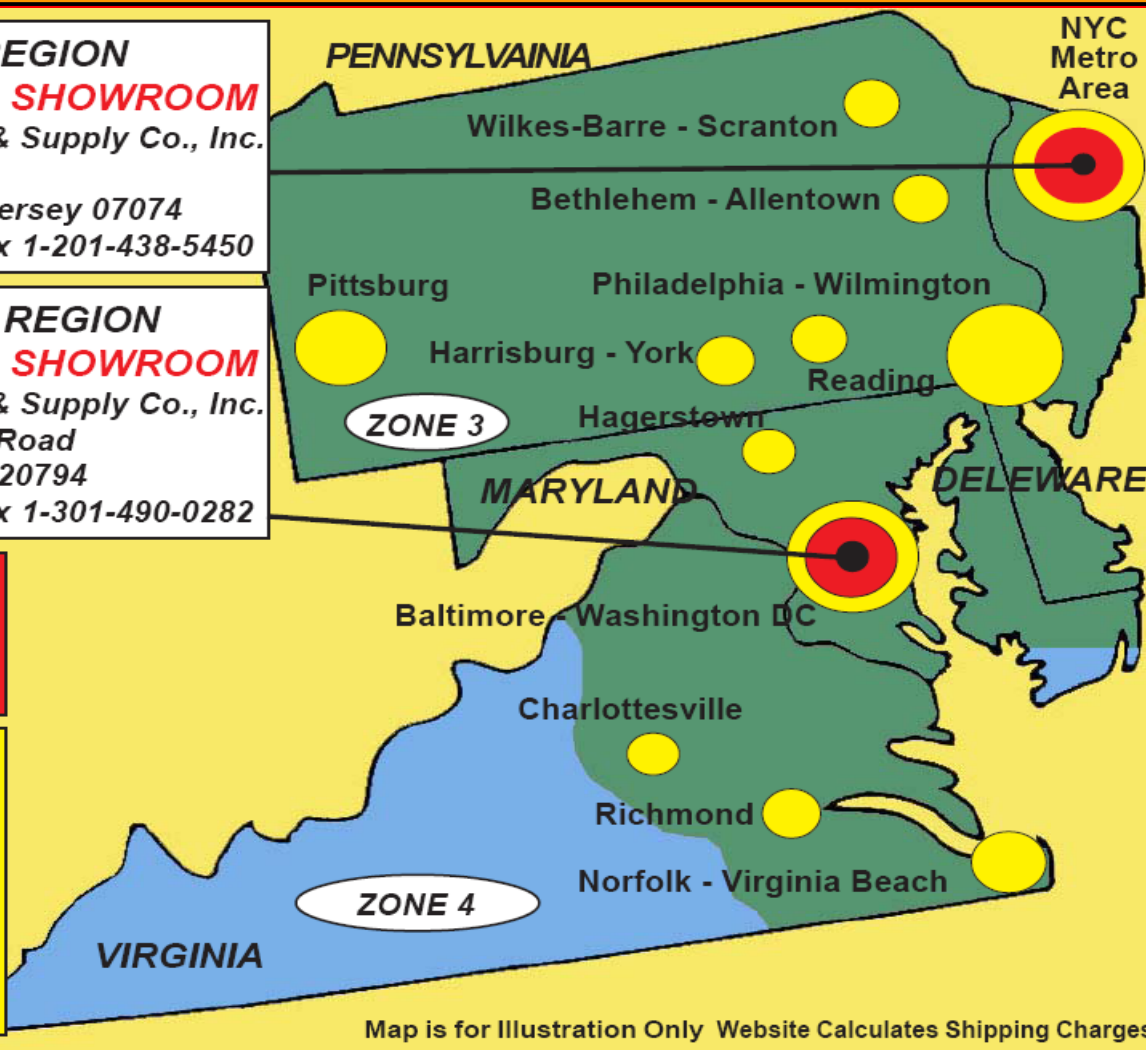 EGION
SHOWROOM
& Supply Co., Inc.
ersey 07074
x 1-201-438-5450
REGION
SHOWROOM
& Supply Co., Inc.
Road
20794
x 1-301-490-0282
PENNSYLVAINIA
NYC
Metro
Area
Wilkes-Barre - Scranton
Bethlehem - Allentown
Pittsburg
Philadelphia - Wilmington
Harrisburg - York
Reading
ZONE 3
Hagerstown
MARYLAND
DELEWARE
Baltimore - Washington DC
Charlottesville
Richmond
Norfolk - Virginia Beach
ZONE 4
VIRGINIA
Map is for Illustration Only Website Calculates Shipping Charges